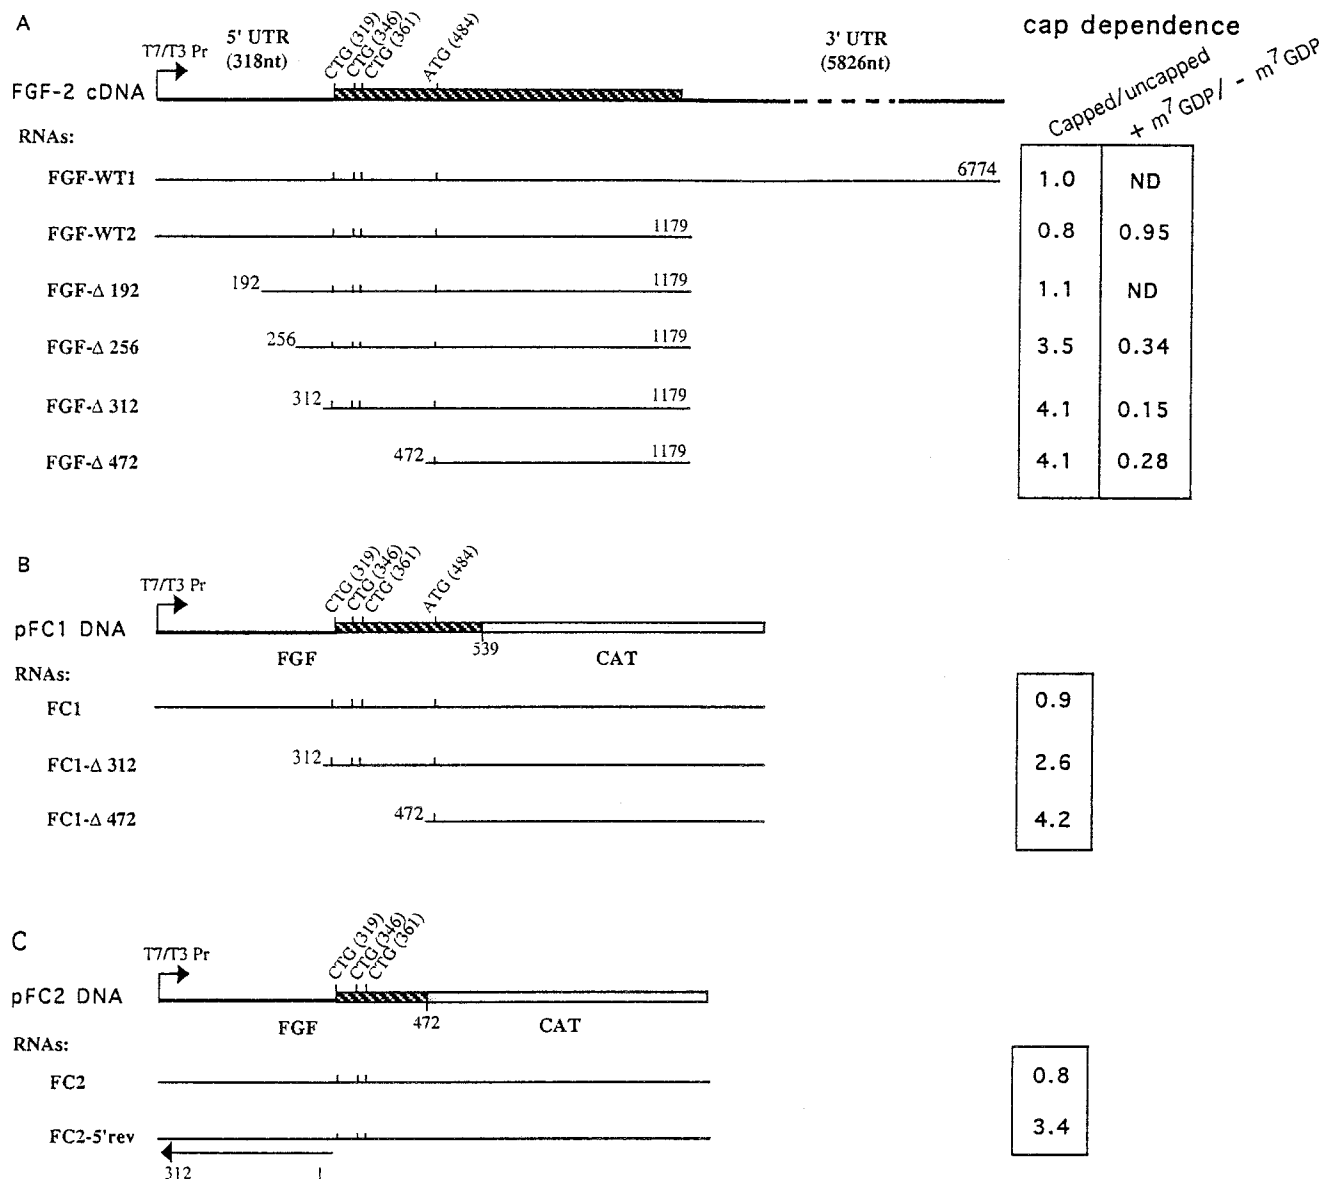 A
T7/T3 Pr
5' UTR
(318nt)
CTG (319)
CTG (346)
CTG (361)
ATG (484)
3' UTR
(5826nt)
cap dependence
Capped/uncapped
+ m⁷GDP/ - m⁷GDP
FGF-2 cDNA
RNAs:
FGF-WT1 6774 1.0 ND
FGF-WT2 1179 0.8 0.95
FGF-Δ 192 192 1179 1.1 ND
FGF-Δ 256 256 1179 3.5 0.34
FGF-Δ 312 312 1179 4.1 0.15
FGF-Δ 472 472 1179 4.1 0.28
B
T7/T3 Pr
CTG (319)
CTG (346)
CTG (361)
ATG (484)
pFC1 DNA
FGF 539 CAT
RNAs:
FC1 0.9
FC1-Δ 312 312 2.6
FC1-Δ 472 472 4.2
C
T7/T3 Pr
CTG (319)
CTG (346)
CTG (361)
pFC2 DNA
FGF 472 CAT
RNAs:
FC2 0.8
FC2-5'rev 3.4
312 1